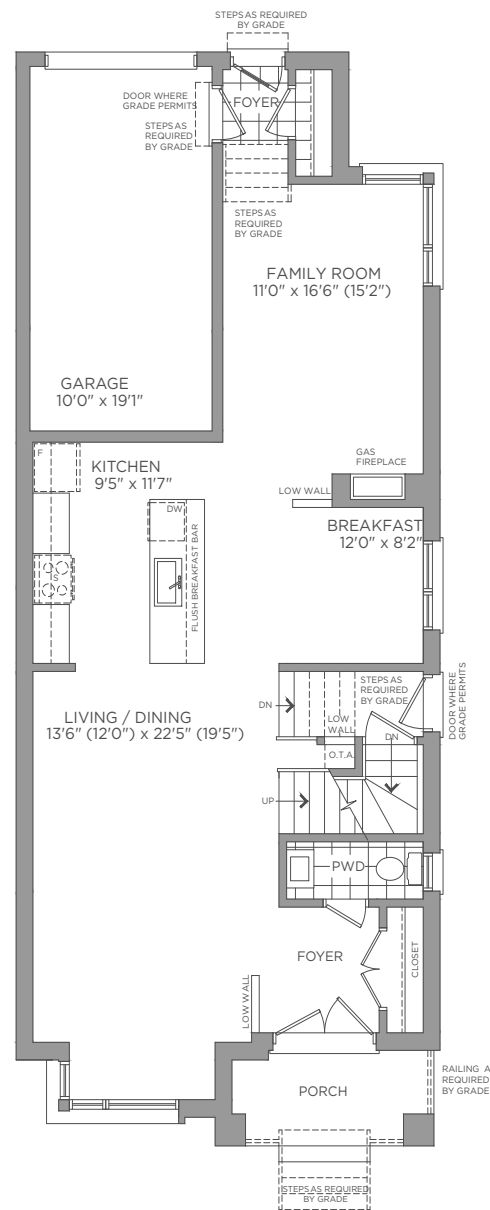 STEPS AS REQUIRED
BY GRADE
DOOR WHERE
GRADE PERMITS
FOYER
STEPS AS
REQUIRED
BY GRADE
STEPS AS
REQUIRED
BY GRADE
FAMILY ROOM
11'0" x 16'6" (15'2")
GARAGE
10'0" x 19'1"
F
KITCHEN
9'5" x 11'7"
GAS
FIREPLACE
LOW WALL
DW
BREAKFAST
12'0" x 8'2"
FLUSH BREAKFAST BAR
S
STEPS AS
REQUIRED
BY GRADE
DOOR WHERE
GRADE PERMITS
DN
LIVING / DINING
13'6" (12'0") x 22'5" (19'5")
LOW
WALL
DN
O.T.A.
UP
PWD
FOYER
CLOSET
LOW WALL
PORCH
RAILING A
REQUIRED
BY GRADE
STEPS AS REQUIRED
BY GRADE